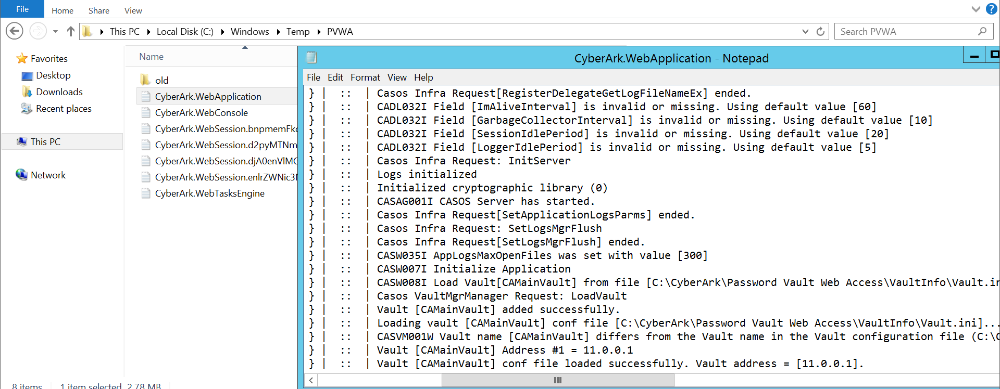 File Home Share View
This PC Local Disk (C:) Windows Temp PVWA Search PVWA
Favorites
Desktop
Downloads
Recent places
This PC
Network
Name
old
CyberArk.WebApplication
CyberArk.WebConsole
CyberArk.WebSession.bnpmemFkc
CyberArk.WebSession.d2pyMTNm
CyberArk.WebSession.djA0enVlMG
CyberArk.WebSession.enlrZWNic3
CyberArk.WebTasksEngine
8 items 1 item selected 2.78 MB
CyberArk.WebApplication - Notepad
File Edit Format View Help
} | :: | Casos Infra Request[RegisterDelegateGetLogFileNameEx] ended.
} | :: | CADL032I Field [ImAliveInterval] is invalid or missing. Using default value [60]
} | :: | CADL032I Field [GarbageCollectorInterval] is invalid or missing. Using default value [10]
} | :: | CADL032I Field [SessionIdlePeriod] is invalid or missing. Using default value [20]
} | :: | CADL032I Field [LoggerIdlePeriod] is invalid or missing. Using default value [5]
} | :: | Casos Infra Request: InitServer
} | :: | Logs initialized
} | :: | Initialized cryptographic library (0)
} | :: | CASAG001I CASOS Server has started.
} | :: | Casos Infra Request[SetApplicationLogsParms] ended.
} | :: | Casos Infra Request: SetLogsMgrFlush
} | :: | Casos Infra Request[SetLogsMgrFlush] ended.
} | :: | CASW035I AppLogsMaxOpenFiles was set with value [300]
} | :: | CASW007I Initialize Application
} | :: | CASW008I Load Vault[CAMainVault] from file [C:\CyberArk\Password Vault Web Access\VaultInfo\Vault.in
} | :: | Casos VaultMgrManager Request: LoadVault
} | :: | Vault [CAMainVault] added successfully.
} | :: | Loading vault [CAMainVault] conf file [C:\CyberArk\Password Vault Web Access\VaultInfo\Vault.ini]...
} | :: | CASVM001W Vault name [CAMainVault] differs from the Vault name in the Vault configuration file (C:\C
} | :: | Vault [CAMainVault] Address #1 = 11.0.0.1
} | :: | Vault [CAMainVault] conf file loaded successfully. Vault address = [11.0.0.1].